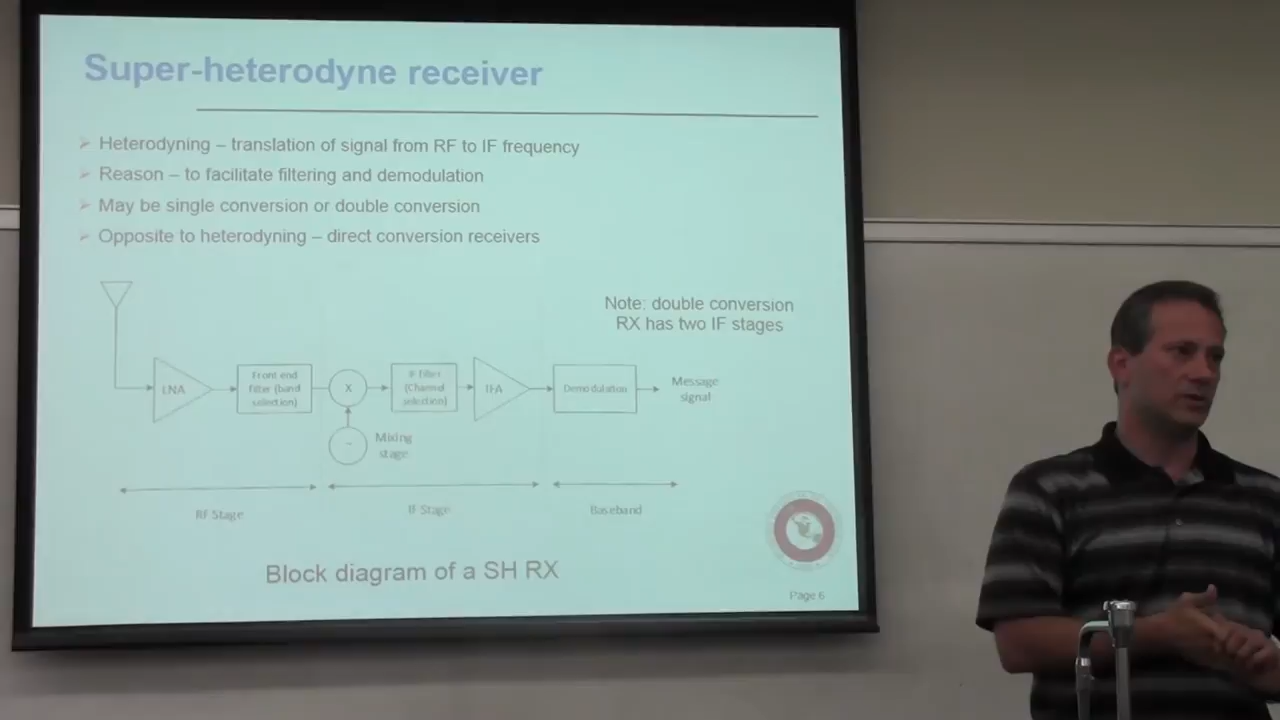 Super-heterodyne receiver
Heterodyning – translation of signal from RF to IF frequency
Reason – to facilitate filtering and demodulation
May be single conversion or double conversion
Opposite to heterodyning – direct conversion receivers
Note: double conversion
RX has two IF stages
LNA
Front end
filter (band
selection)
X
IF filter
(Channel
selection)
IFA
Demodulation
Message
signal
~
Mixing
stage
RF Stage
IF Stage
Baseband
Block diagram of a SH RX
Page 6